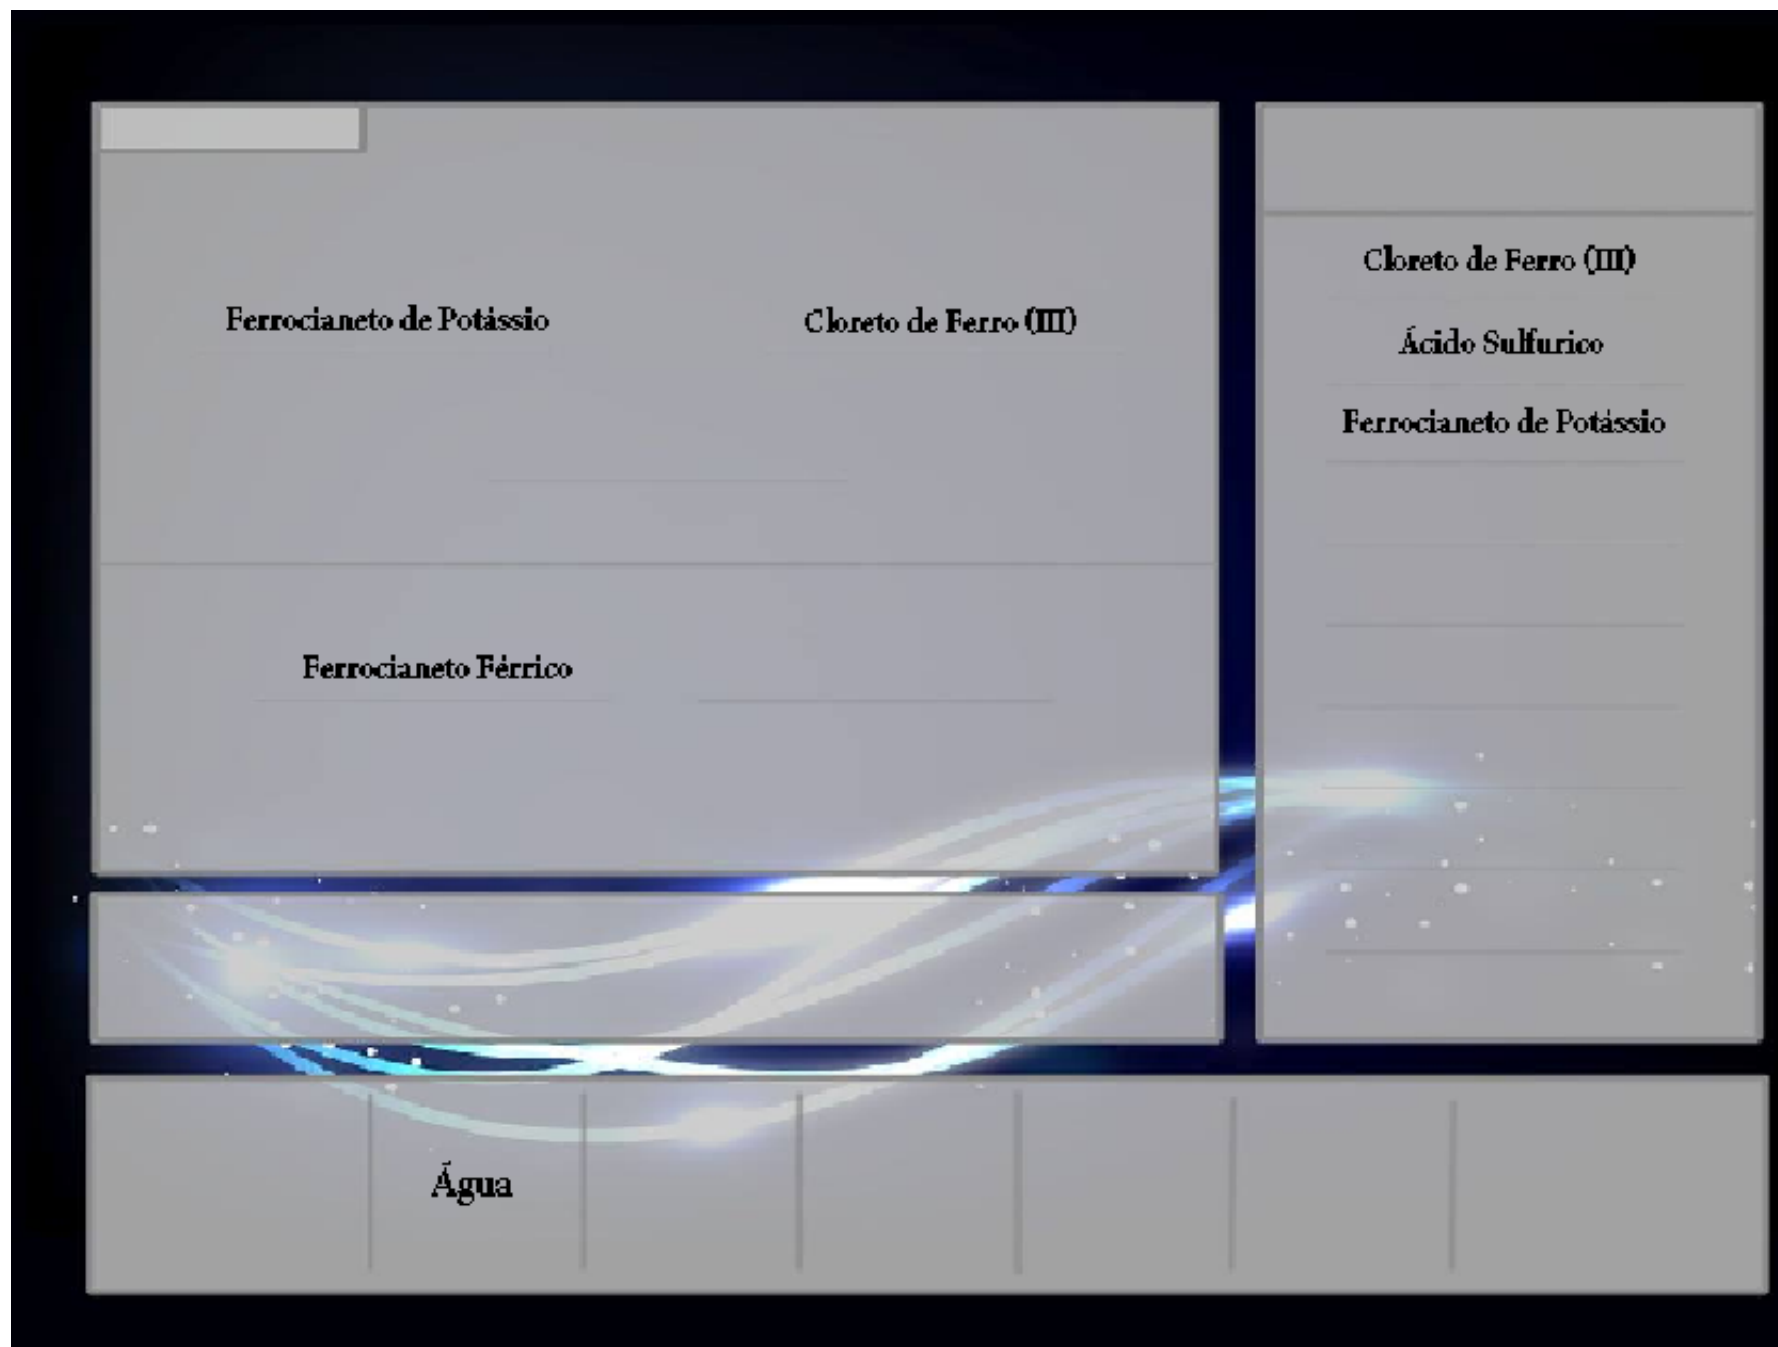 Ferrocianeto de Potássio
Cloreto de Ferro (III)
Ferrocianeto Férrico
Cloreto de Ferro (III)
Ácido Sulfurico
Ferrocianeto de Potássio
Água